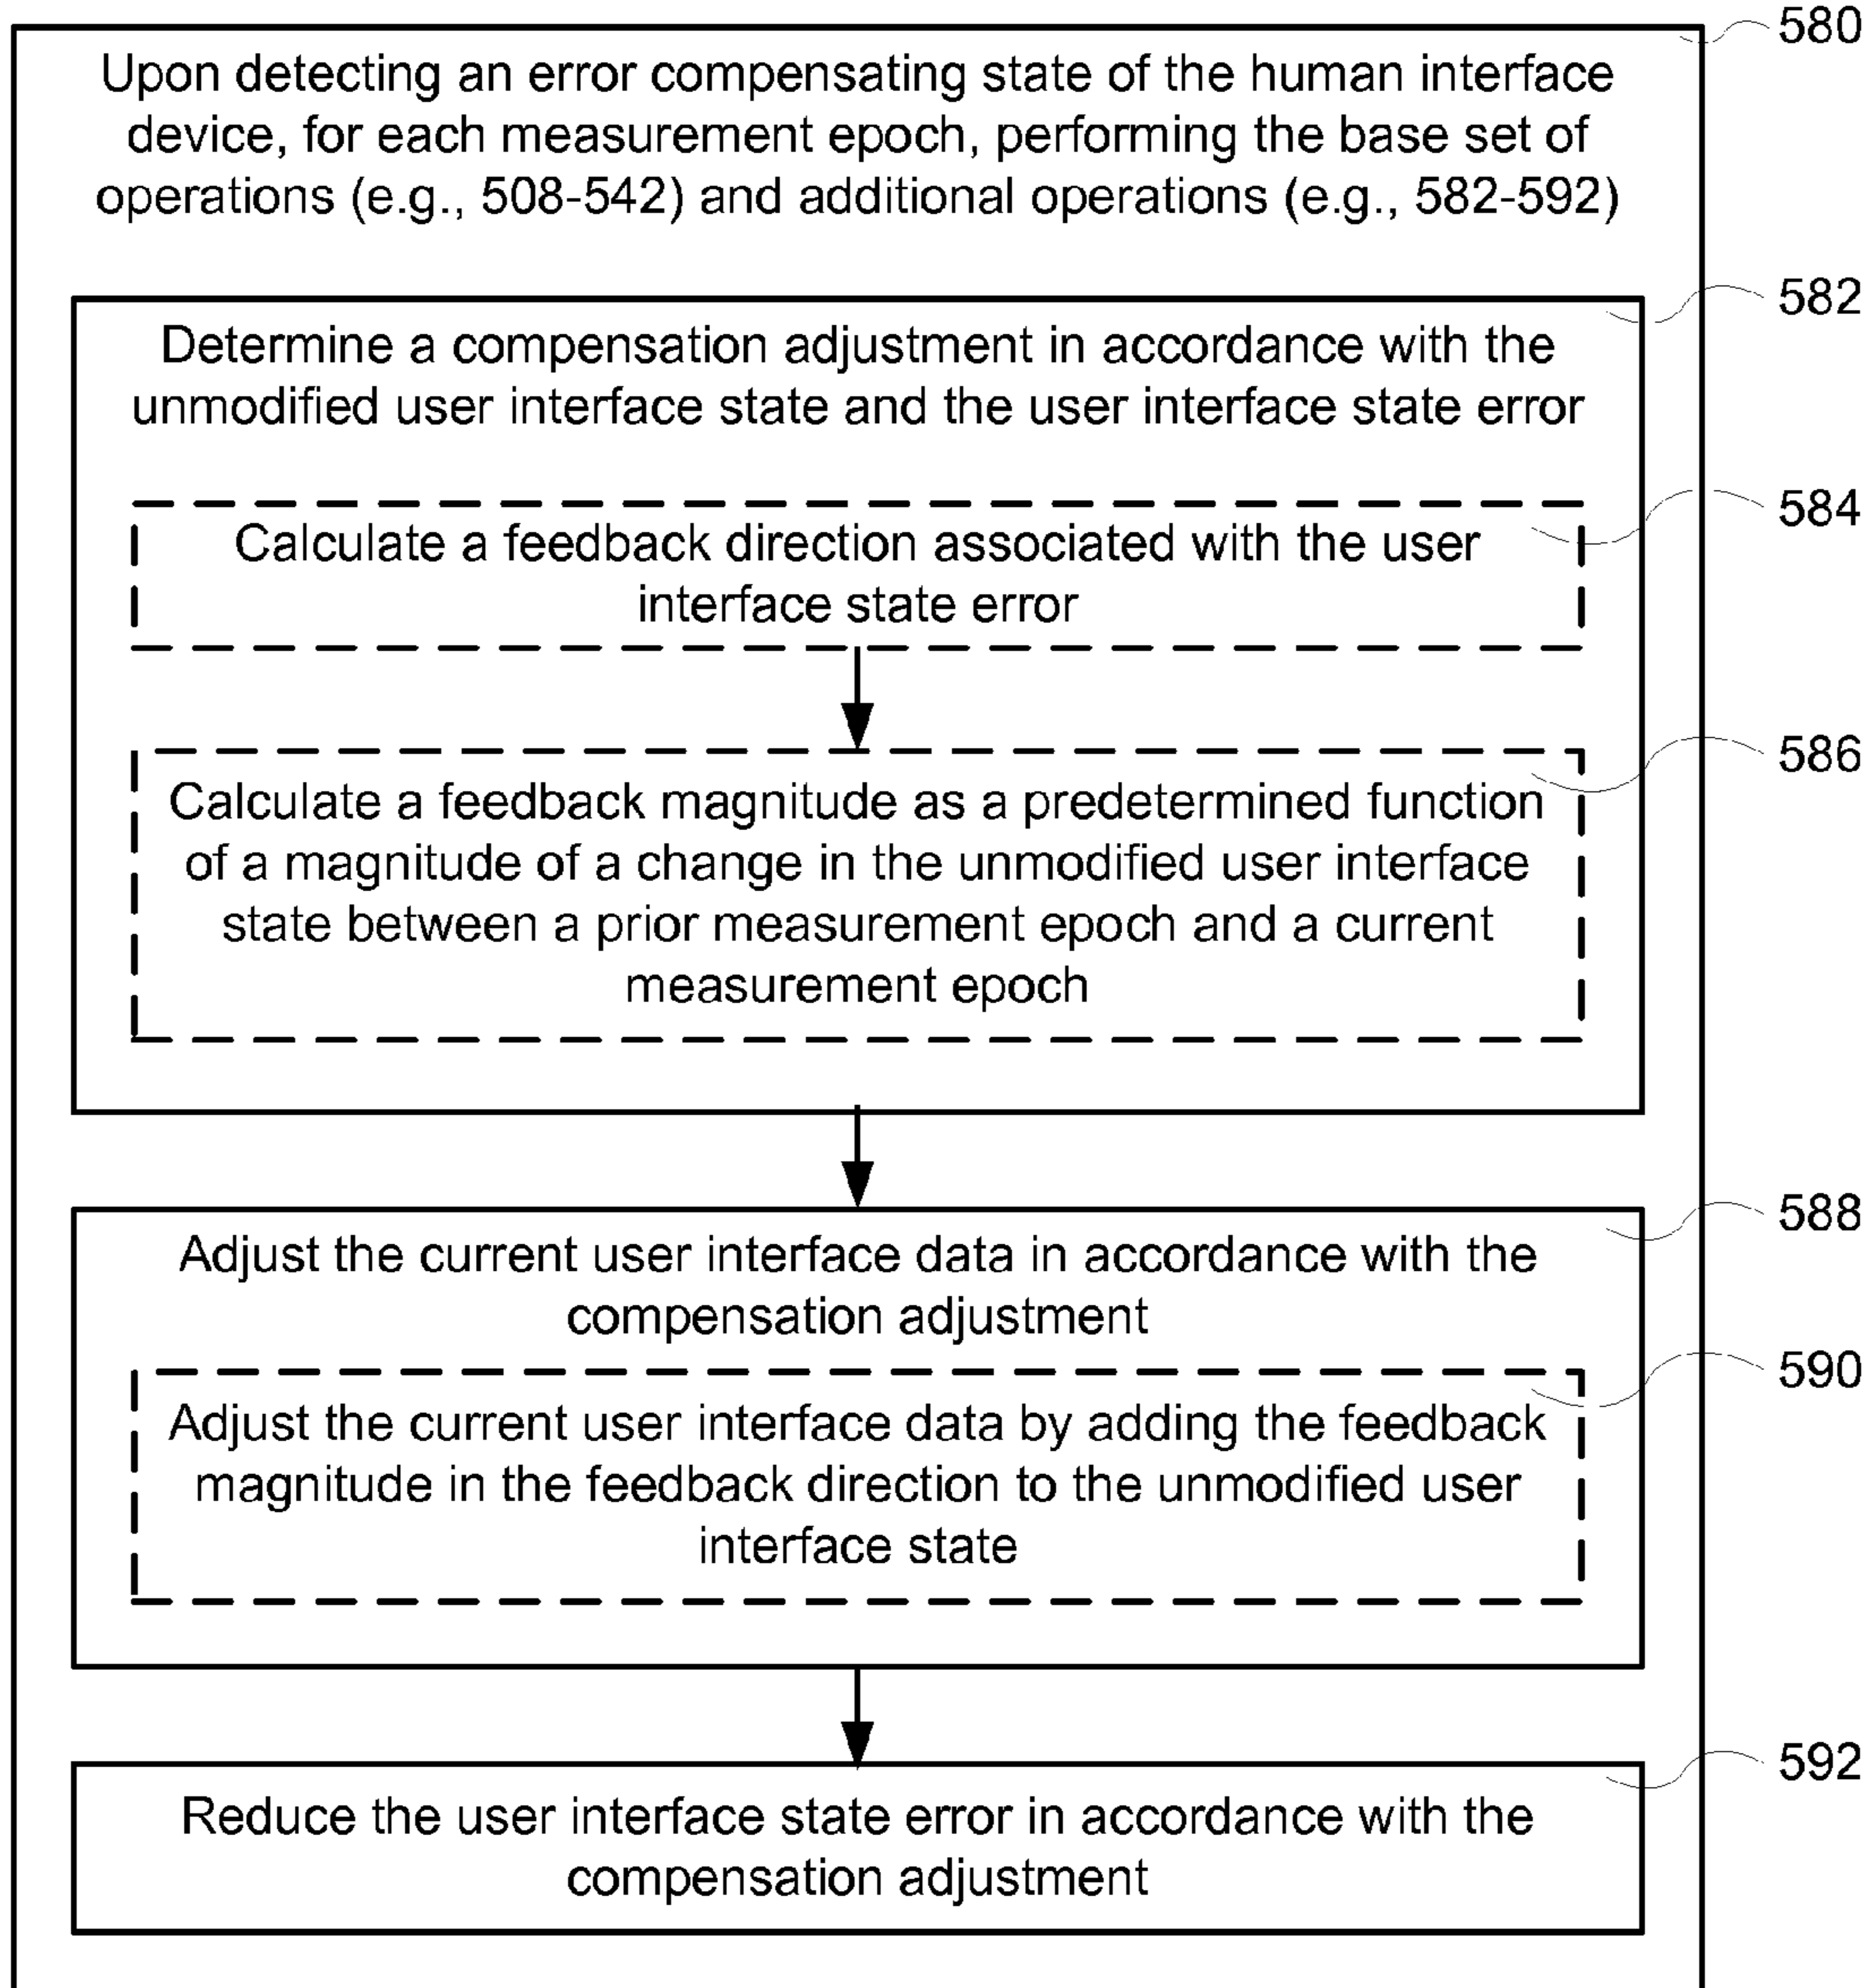 580
Upon detecting an error compensating state of the human interface
device, for each measurement epoch, performing the base set of
operations (e.g., 508-542) and additional operations (e.g., 582-592)
582
Determine a compensation adjustment in accordance with the
unmodified user interface state and the user interface state error
584
Calculate a feedback direction associated with the user
interface state error
586
Calculate a feedback magnitude as a predetermined function
of a magnitude of a change in the unmodified user interface
state between a prior measurement epoch and a current
measurement epoch
588
Adjust the current user interface data in accordance with the
compensation adjustment
590
Adjust the current user interface data by adding the feedback
magnitude in the feedback direction to the unmodified user
interface state
592
Reduce the user interface state error in accordance with the
compensation adjustment